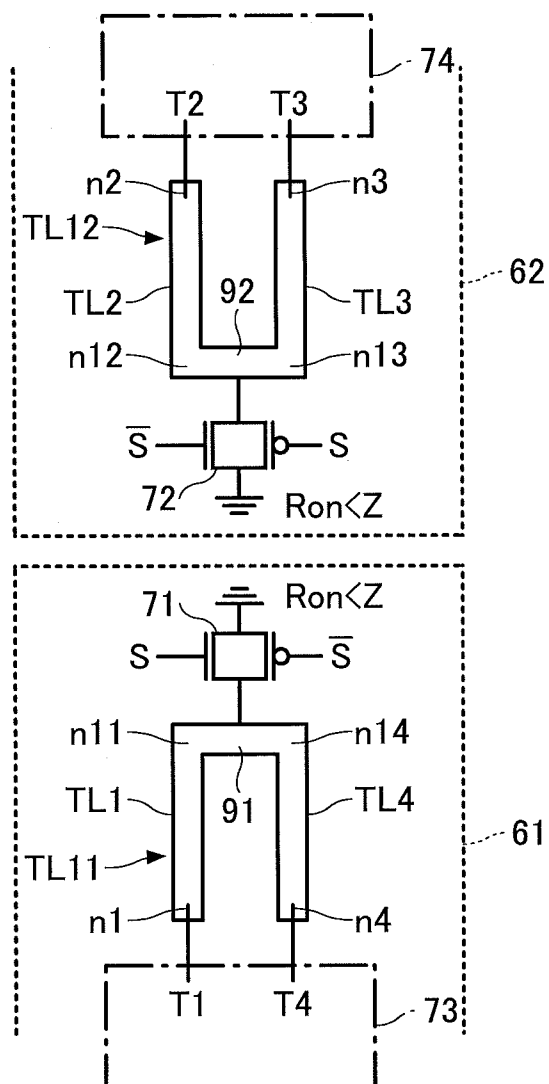 74
T2 T3
n2 n3
TL12
TL2 TL3 62
92
n12 n13
S̅ S
72 Ron<Z
71 Ron<Z
S S̅
n11 n14
TL1 91 TL4
TL11 61
n1 n4
T1 T4
73